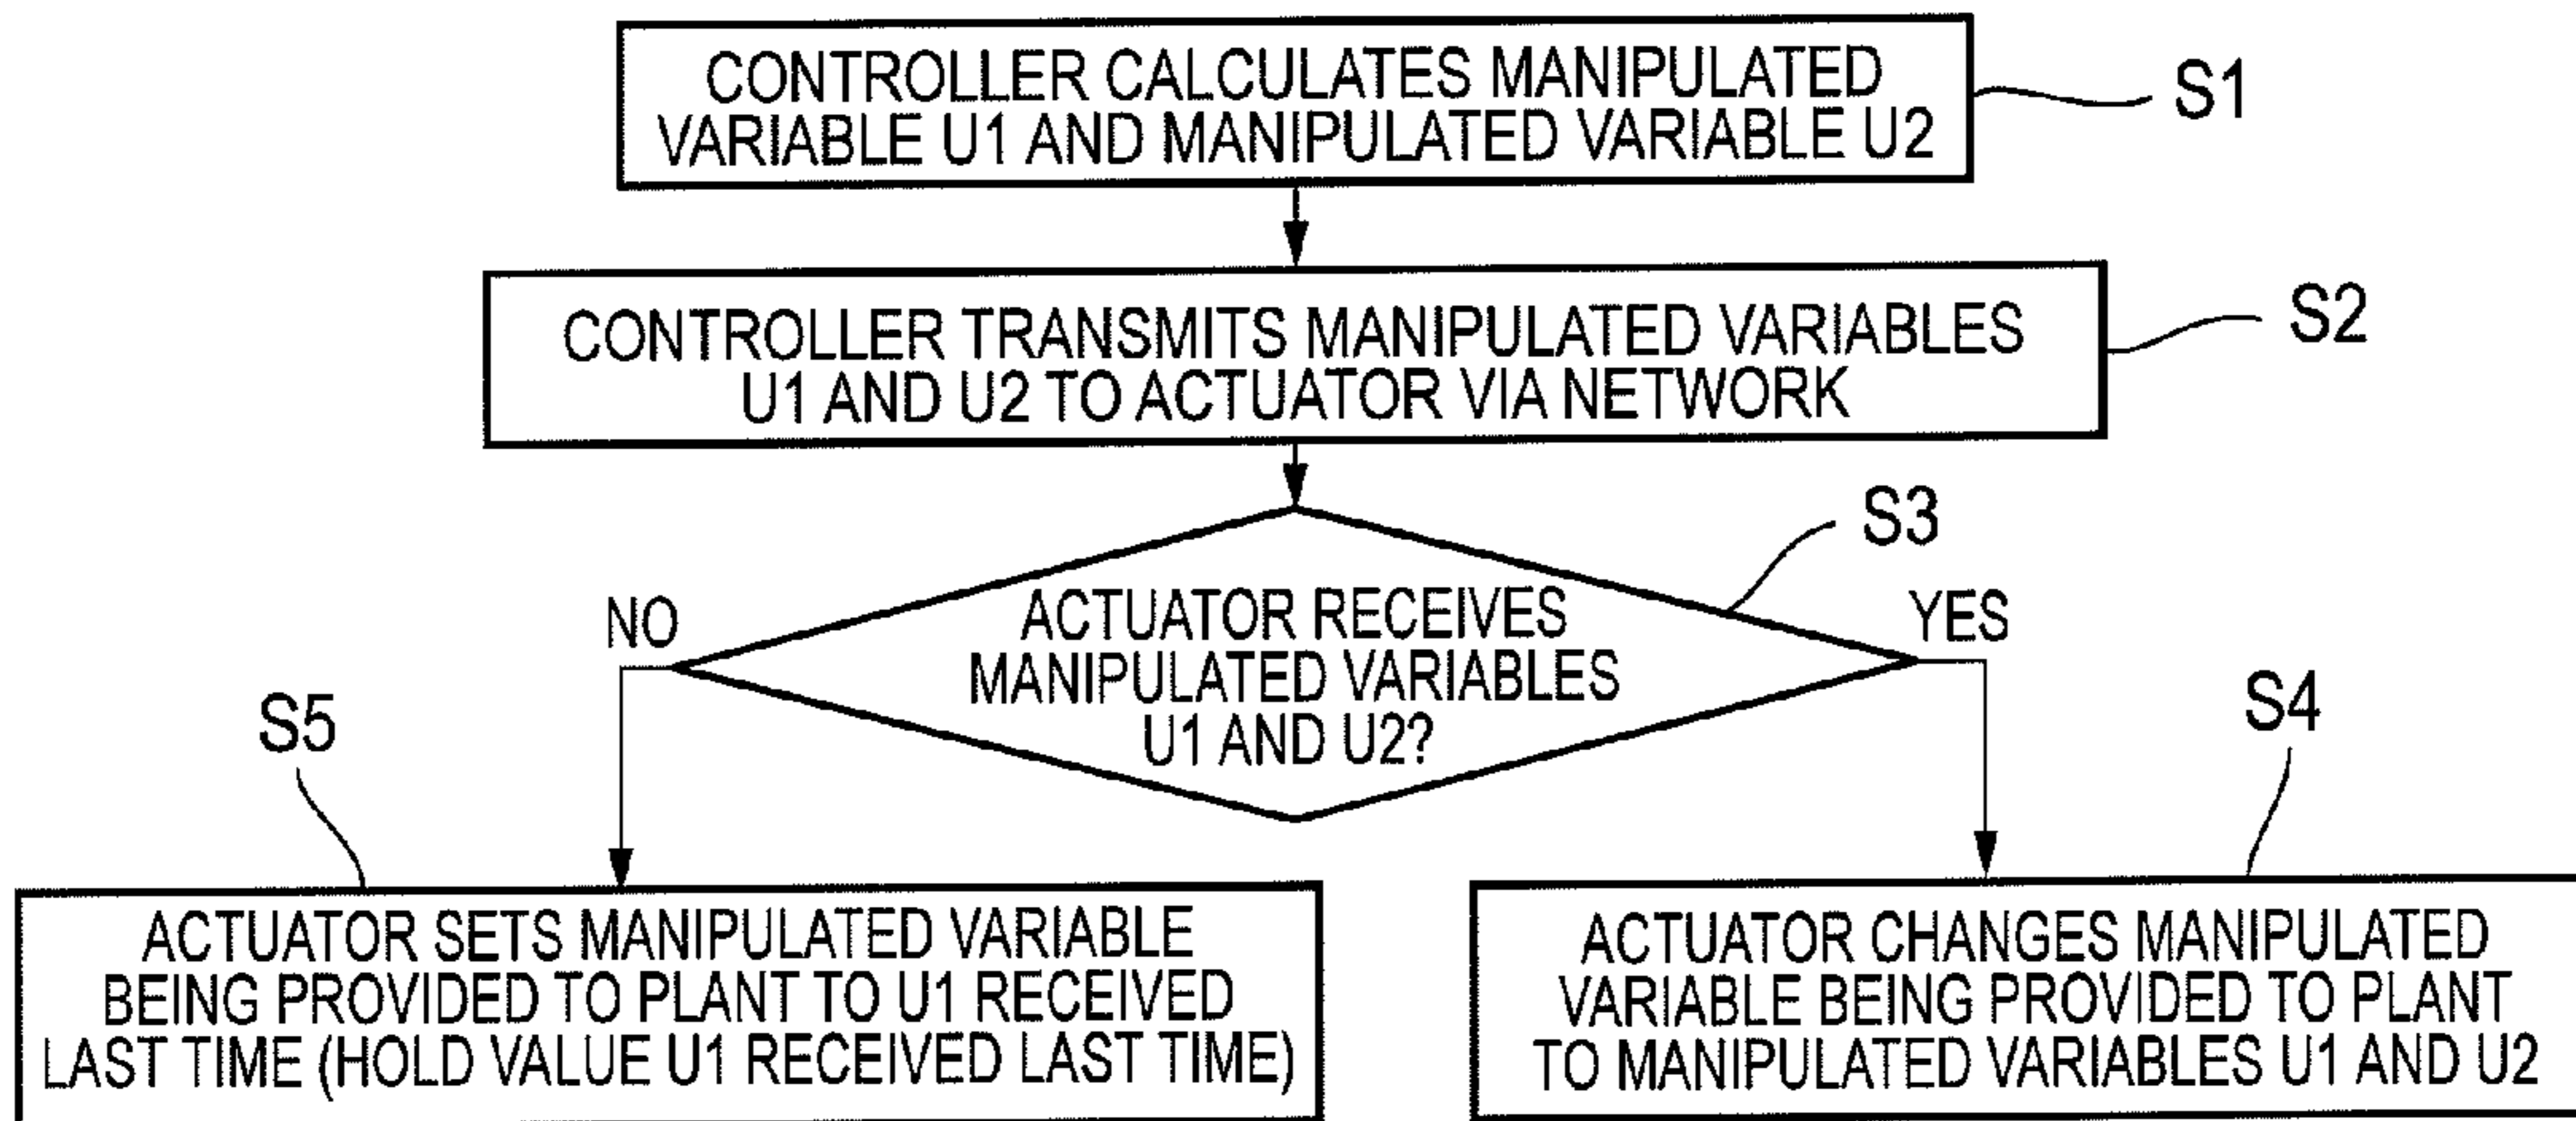 CONTROLLER CALCULATES MANIPULATED
VARIABLE U1 AND MANIPULATED VARIABLE U2
S1
CONTROLLER TRANSMITS MANIPULATED VARIABLES
U1 AND U2 TO ACTUATOR VIA NETWORK
S2
S3
ACTUATOR RECEIVES
MANIPULATED VARIABLES
U1 AND U2?
NO
YES
S5
S4
ACTUATOR SETS MANIPULATED VARIABLE
BEING PROVIDED TO PLANT TO U1 RECEIVED
LAST TIME (HOLD VALUE U1 RECEIVED LAST TIME)
ACTUATOR CHANGES MANIPULATED
VARIABLE BEING PROVIDED TO PLANT
TO MANIPULATED VARIABLES U1 AND U2